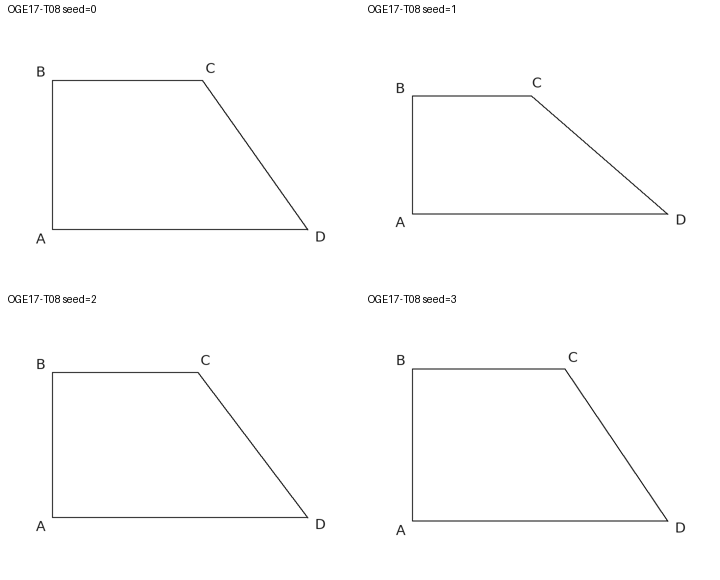 OGE17-T08 seed=0
B
C
A
D
OGE17-T08 seed=1
B
C
A
D
OGE17-T08 seed=2
B
C
A
D
OGE17-T08 seed=3
B
C
A
D